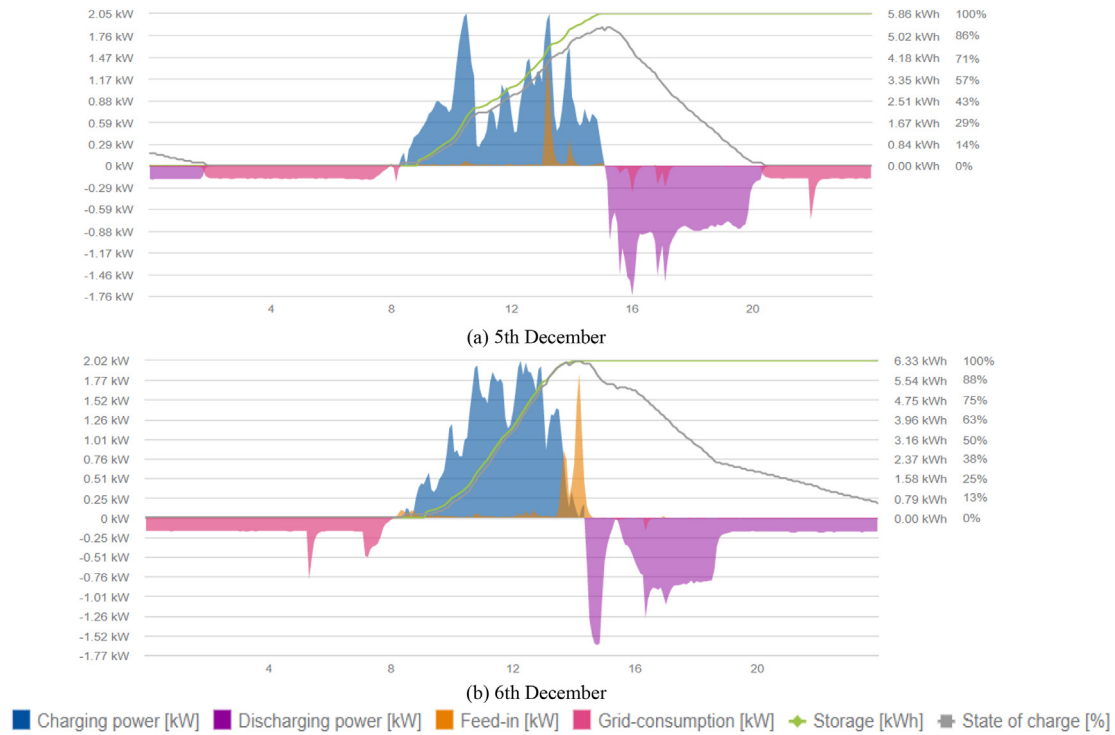 2.05 kW 5.86 kWh 100%
1.76 kW 5.02 kWh 86%
1.47 kW 4.18 kWh 71%
1.17 kW 3.35 kWh 57%
0.88 kW 2.51 kWh 43%
0.59 kW 1.67 kWh 29%
0.29 kW 0.84 kWh 14%
0 kW 0.00 kWh 0%
-0.29 kW
-0.59 kW
-0.88 kW
-1.17 kW
-1.46 kW
-1.76 kW
4 8 12 16 20
(a) 5th December
2.02 kW 6.33 kWh 100%
1.77 kW 5.54 kWh 88%
1.52 kW 4.75 kWh 75%
1.26 kW 3.96 kWh 63%
1.01 kW 3.16 kWh 50%
0.76 kW 2.37 kWh 38%
0.51 kW 1.58 kWh 25%
0.25 kW 0.79 kWh 13%
0 kW 0.00 kWh 0%
-0.25 kW
-0.51 kW
-0.76 kW
-1.01 kW
-1.26 kW
-1.52 kW
-1.77 kW
4 8 12 16 20
(b) 6th December
Charging power [kW] Discharging power [kW] Feed-in [kW] Grid-consumption [kW] Storage [kWh] State of charge [%]